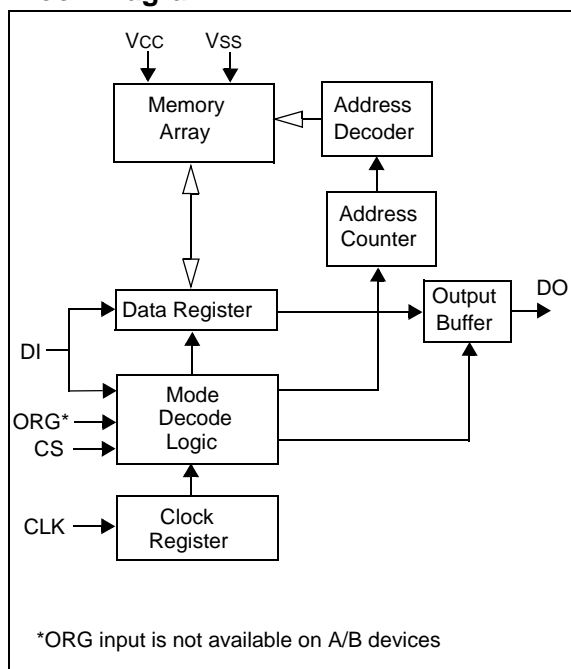 VCC VSS
Memory
Array
Address
Decoder
Address
Counter
Data Register
Output
Buffer
DO
DI
Mode
Decode
Logic
ORG*
CS
CLK
Clock
Register
*ORG input is not available on A/B devices